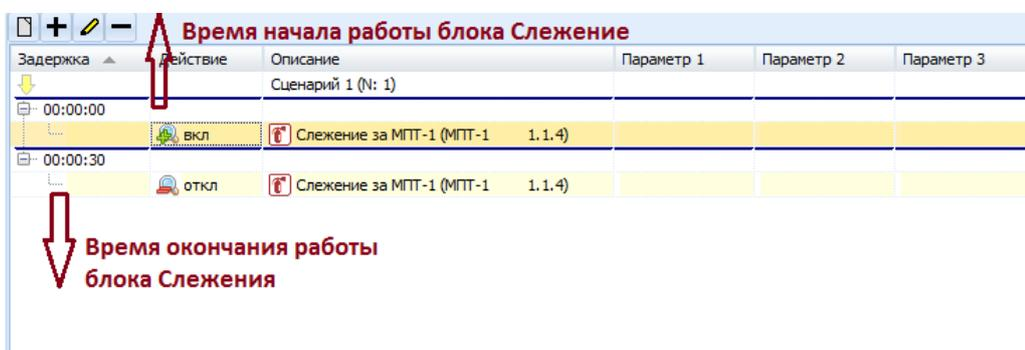 Время начала работы блока Слежение
Задержка Действие Описание Параметр 1 Параметр 2 Параметр 3
Сценарий 1 (N: 1)
00:00:00
вкл Слежение за МПТ-1 (МПТ-1 1.1.4)
00:00:30
откл Слежение за МПТ-1 (МПТ-1 1.1.4)
Время окончания работы
блока Слежения